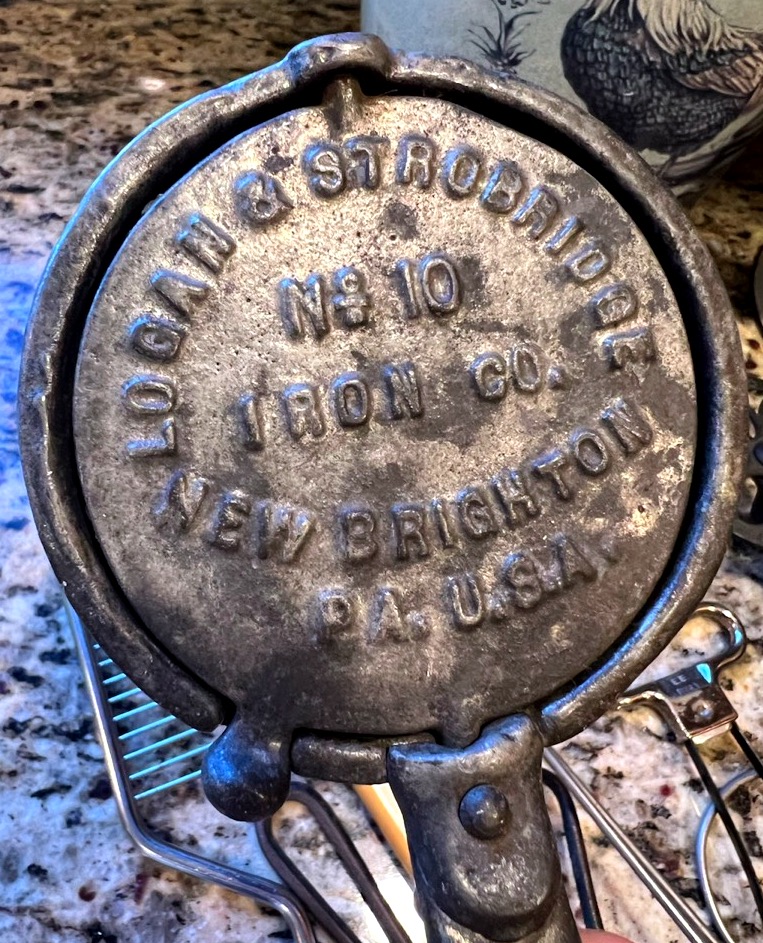 LOGAN & STROBRIDGE
No 10
IRON CO.
NEW BRIGHTON
PA. U.S.A.